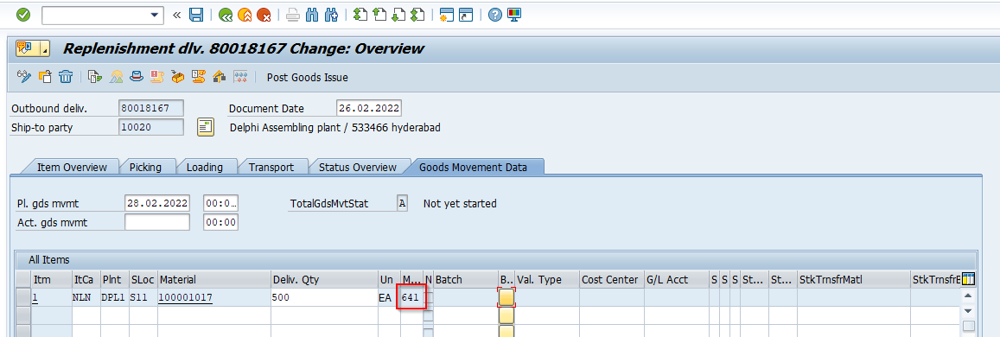 Replenishment dlv. 80018167 Change: Overview
Post Goods Issue
Outbound deliv. 80018167 Document Date 26.02.2022
Ship-to party 10020 Delphi Assembling plant / 533466 hyderabad
Item Overview Picking Loading Transport Status Overview Goods Movement Data
Pl. gds mvmt 28.02.2022 00:0… TotalGdsMvtStat A Not yet started
Act. gds mvmt 00:00
All Items
Itm ItCa Plnt SLoc Material Deliv. Qty Un M... N Batch B.. Val. Type Cost Center G/L Acct S S S St... St... StkTrnsfrMatl StkTrnsfrB
1 NLN DPL1 S11 100001017 500 EA 641